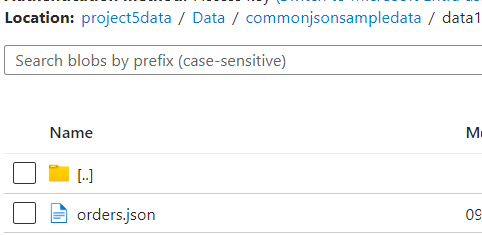 Location: project5data / Data / commonjsonsampledata / data1
Search blobs by prefix (case-sensitive)
Name
[..]
orders.json 09